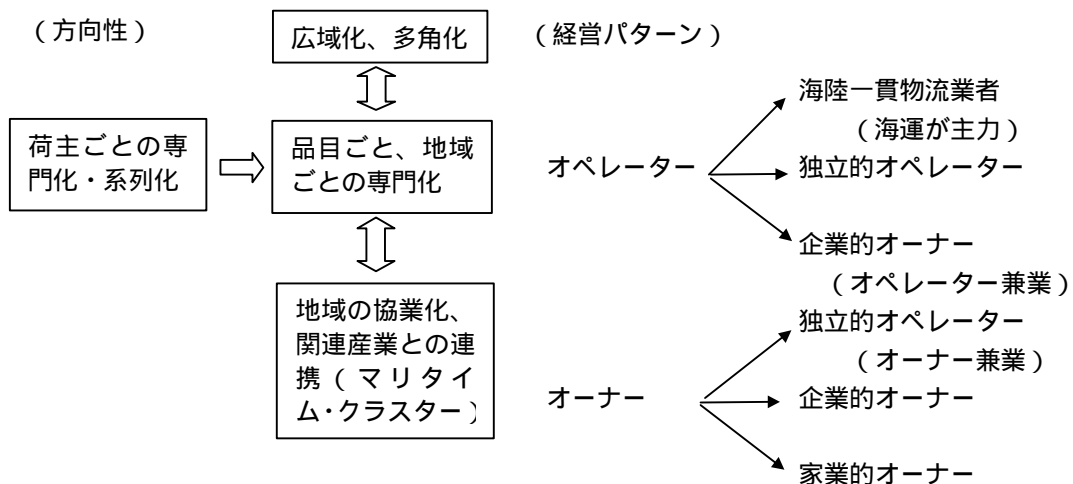 (方向性)
広域化、多角化
荷主ごとの専
門化・系列化
品目ごと、地域
ごとの専門化
地域の協業化、
関連産業との連
携(マリタイ
ム・クラスター)
(経営パターン)
オペレーター
海陸一貫物流業者
(海運が主力)
独立的オペレーター
企業的オーナー
(オペレーター兼業)
オーナー
独立的オペレーター
(オーナー兼業)
企業的オーナー
家業的オーナー